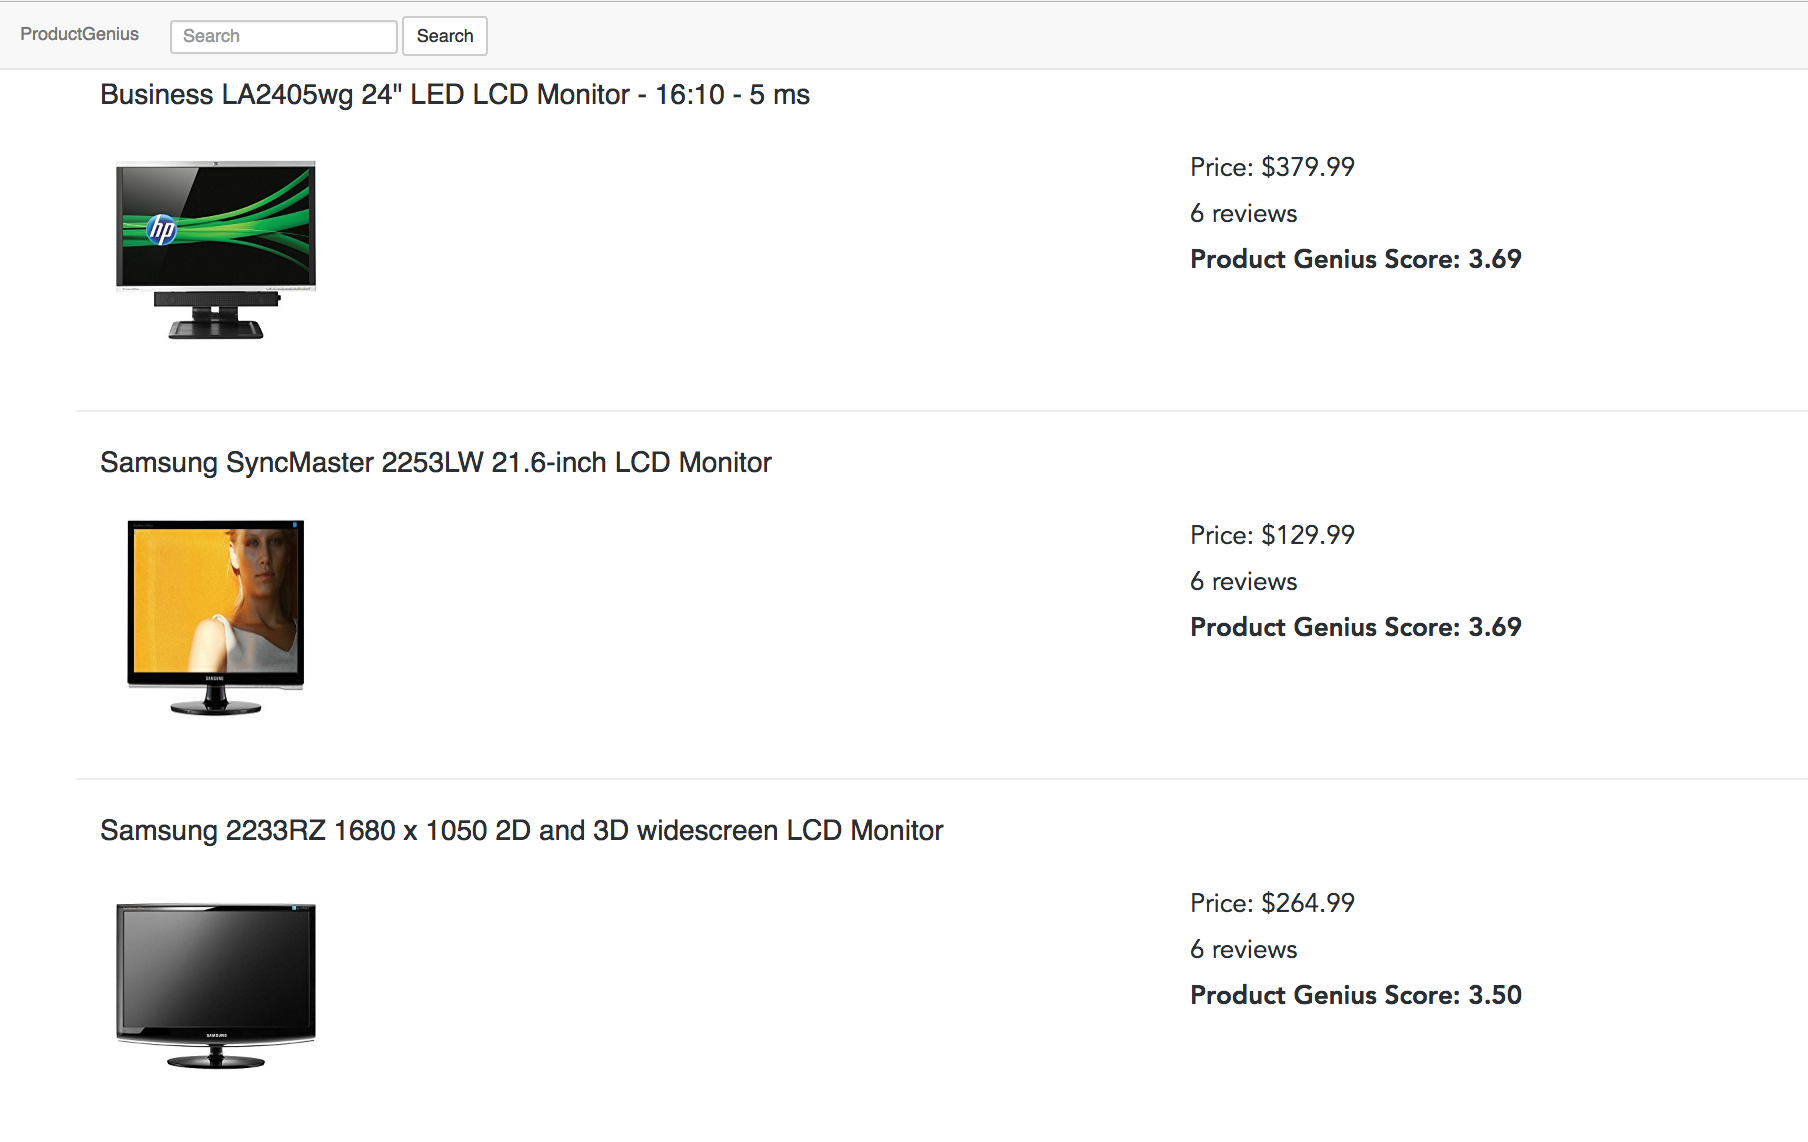 ProductGenius
Search
Search
Business LA2405wg 24" LED LCD Monitor - 16:10 - 5 ms
hp
Price: $379.99
6 reviews
Product Genius Score: 3.69
Samsung SyncMaster 2253LW 21.6-inch LCD Monitor
SAMSUNG
Price: $129.99
6 reviews
Product Genius Score: 3.69
Samsung 2233RZ 1680 x 1050 2D and 3D widescreen LCD Monitor
SAMSUNG
Price: $264.99
6 reviews
Product Genius Score: 3.50